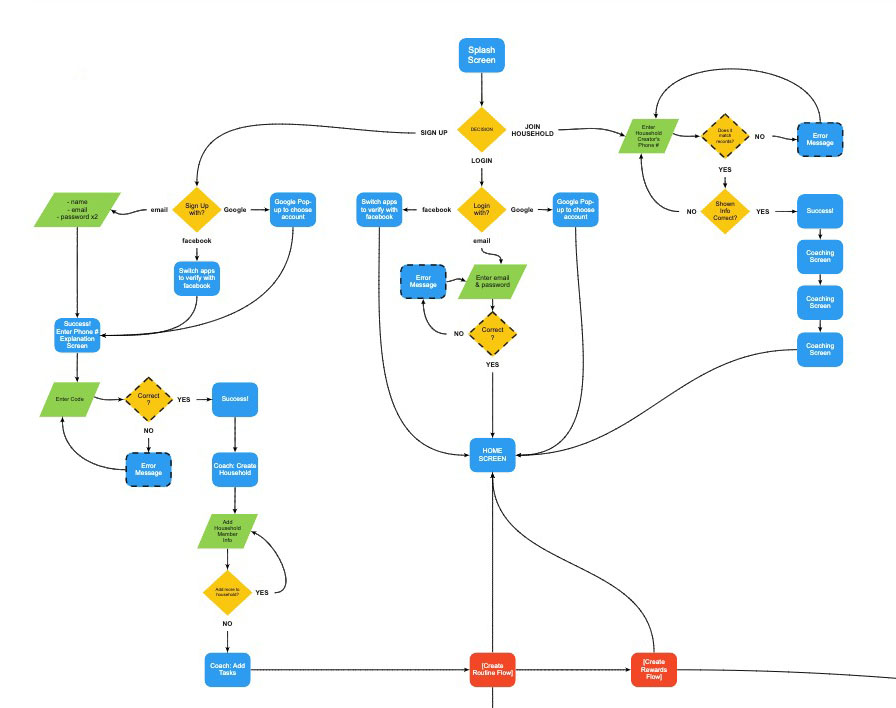 Splash
Screen
SIGN UP
DECISION
JOIN
HOUSEHOLD
LOGIN
Enter
Household
Creator's
Phone #
Does it
match
records?
NO
Error
Message
YES
Shown
Info
Correct?
NO
YES
Success!
Coaching
Screen
Coaching
Screen
Coaching
Screen
- name
- email
- password x2
email
Sign Up
with?
Google
Google Pop-
up to choose
account
facebook
Switch apps
to verify with
facebook
Switch apps
to verify with
facebook
facebook
Login
with?
Google
Google Pop-
up to choose
account
email
Error
Message
Enter email
& password
NO
Correct
?
YES
Success!
Enter Phone #
Explanation
Screen
Enter Code
Correct
?
YES
Success!
NO
Error
Message
Coach: Create
Household
HOME
SCREEN
Add
Household
Member
Info
Add more to
household?
YES
NO
Coach: Add
Tasks
[Create
Routine Flow]
[Create
Rewards
Flow]